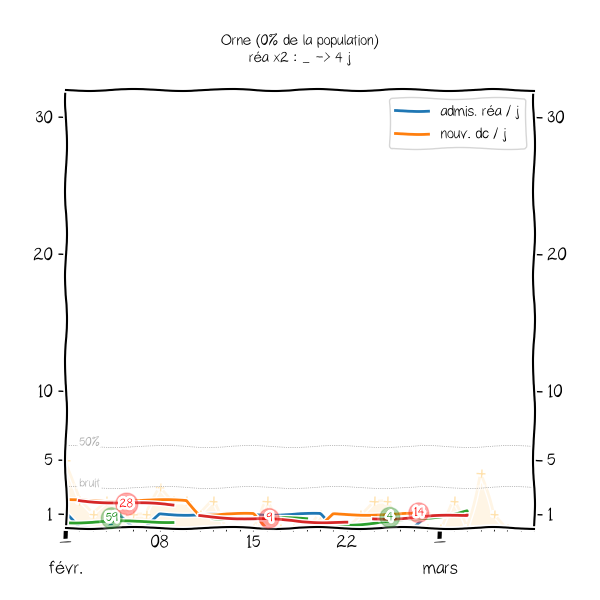 Orne (0% de la population)
réa x2 : _ -> 4 j
admis. réa / j
nouv. dc / j
30 30
20 20
10 10
5 5
50%
bruit
1 1
28
59
9
4
14
08 15 22
févr. mars